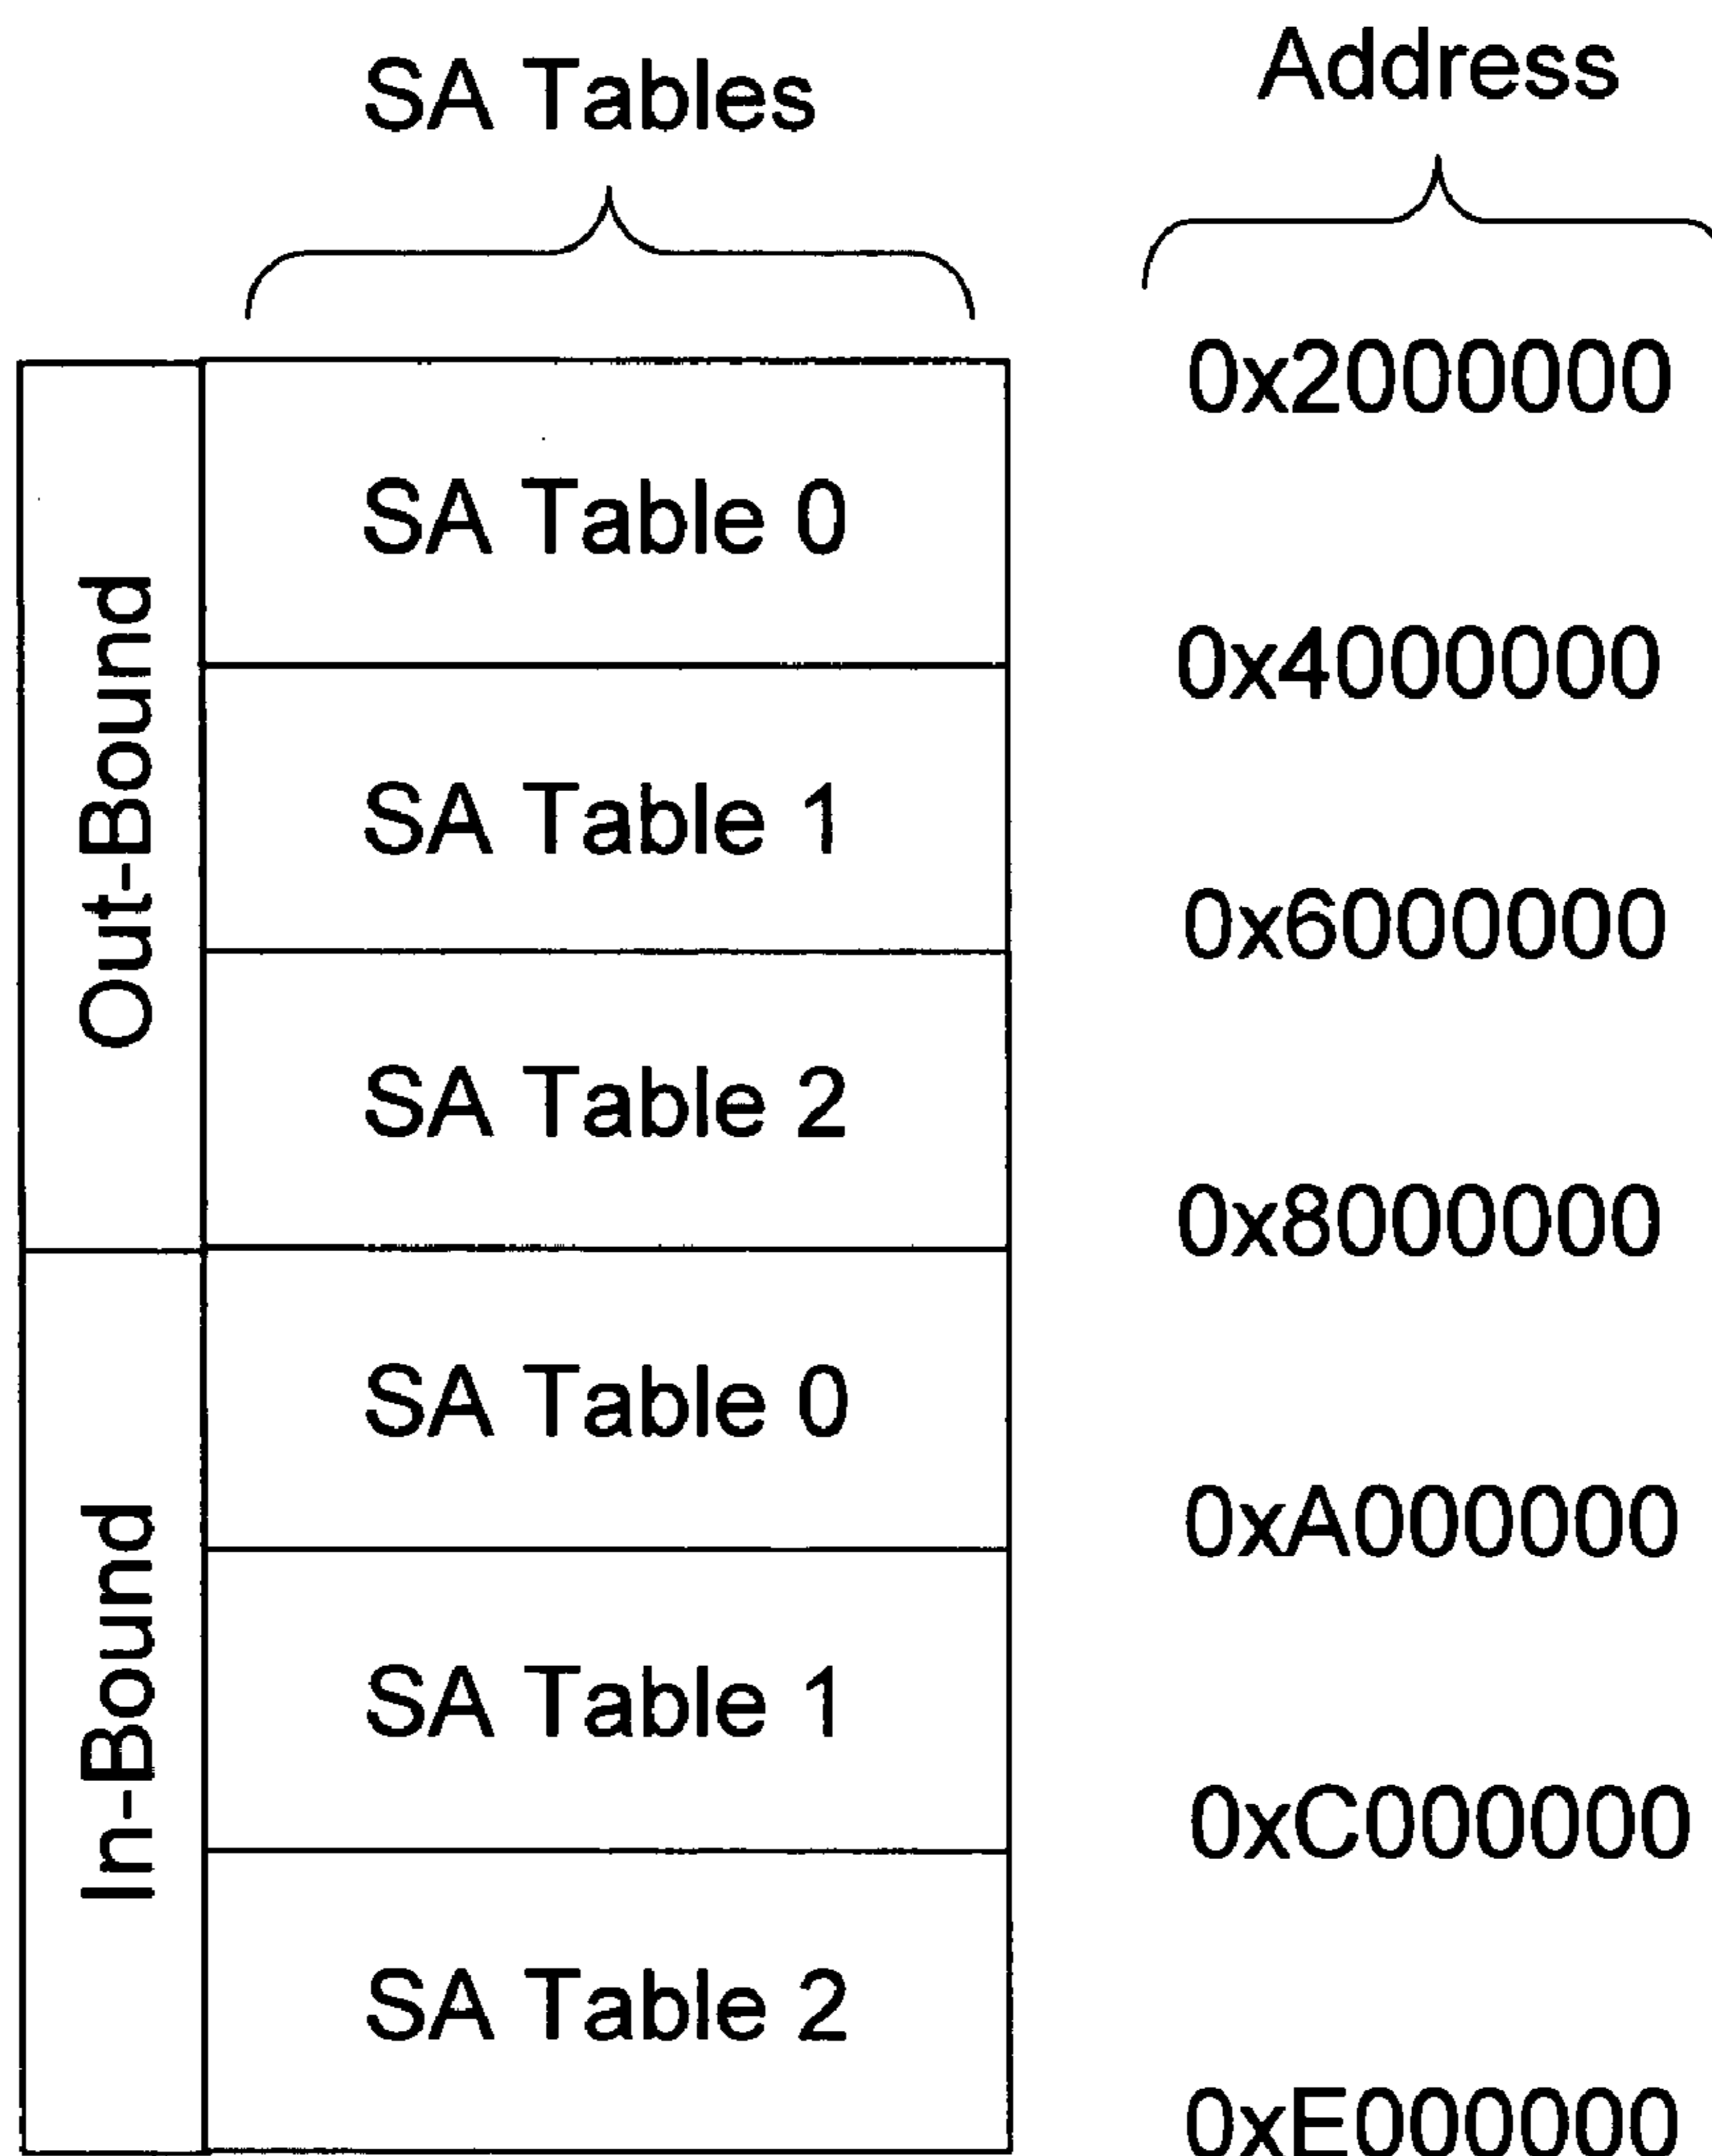 SA Tables
Address
0x2000000
Out-Bound
SA Table 0
0x4000000
SA Table 1
0x6000000
SA Table 2
0x8000000
In-Bound
SA Table 0
0xA000000
SA Table 1
0xC000000
SA Table 2
0xE000000